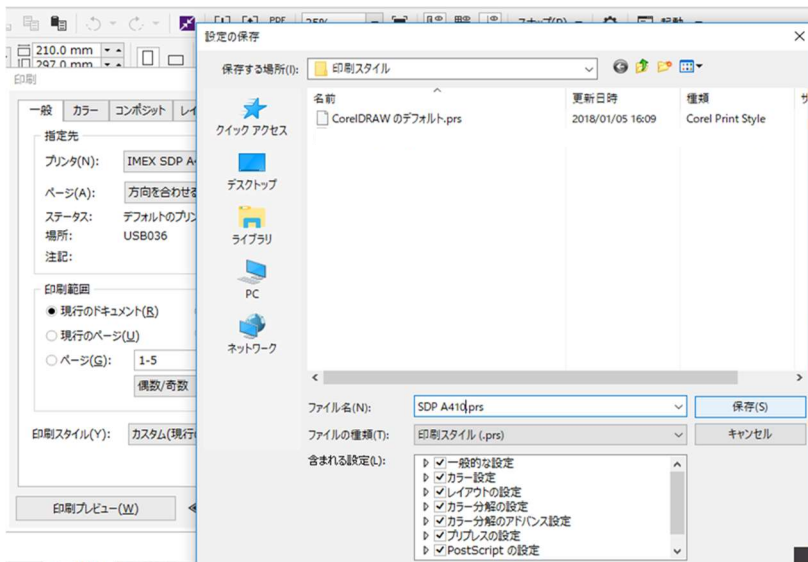 PDF 25% スナップ(P) 起動
210.0 mm
297.0 mm
設定の保存
印刷
保存する場所(I): 印刷スタイル
一般 カラー コンポジット レイ
名前 更新日時 種類
CorelDRAW のデフォルト.prs 2018/01/05 16:09 Corel Print Style
クイック アクセス
デスクトップ
ライブラリ
PC
ネットワーク
指定先
プリンタ(N): IMEX SDP A
ページ(A): 方向を合わせる
ステータス: デフォルトのプリン
場所: USB036
注記:
印刷範囲
現行のドキュメント(R)
現行のページ(U)
ページ(G): 1-5
偶数/奇数
印刷スタイル(Y): カスタム(現行
印刷プレビュー(W)
ファイル名(N): SDP A410.prs 保存(S)
ファイルの種類(T): 印刷スタイル (.prs) キャンセル
含まれる設定(L):
一般的な設定
カラー設定
レイアウトの設定
カラー分解の設定
カラー分解のアドバンス設定
プリプレスの設定
PostScript の設定